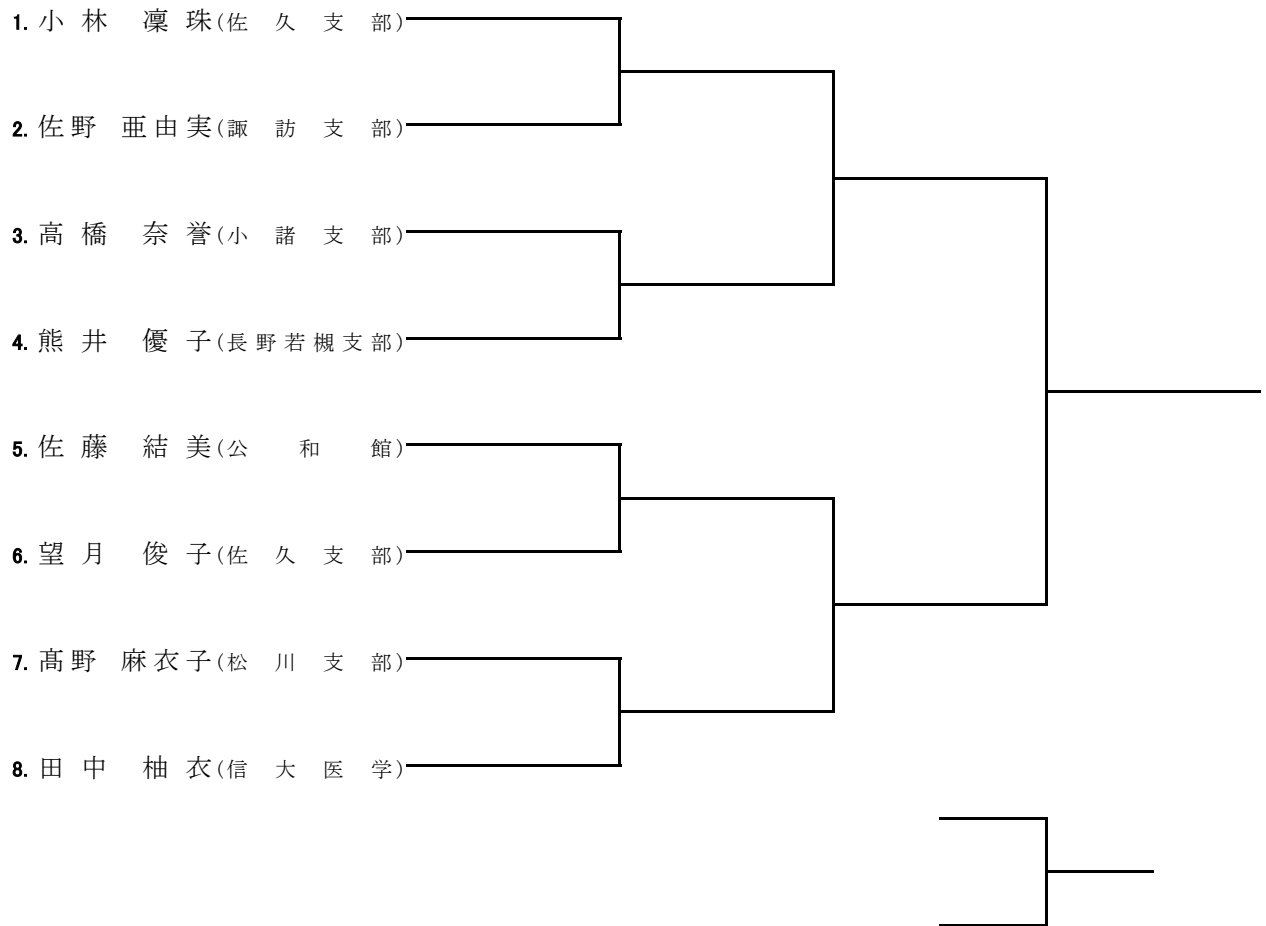 1. 小林 凜珠(佐久支部)
2. 佐野 亜由実(諏訪支部)
3. 高橋 奈誉(小諸支部)
4. 熊井 優子(長野若槻支部)
5. 佐藤 結美(公和館)
6. 望月 俊子(佐久支部)
7. 髙野 麻衣子(松川支部)
8. 田中 柚衣(信大医学)